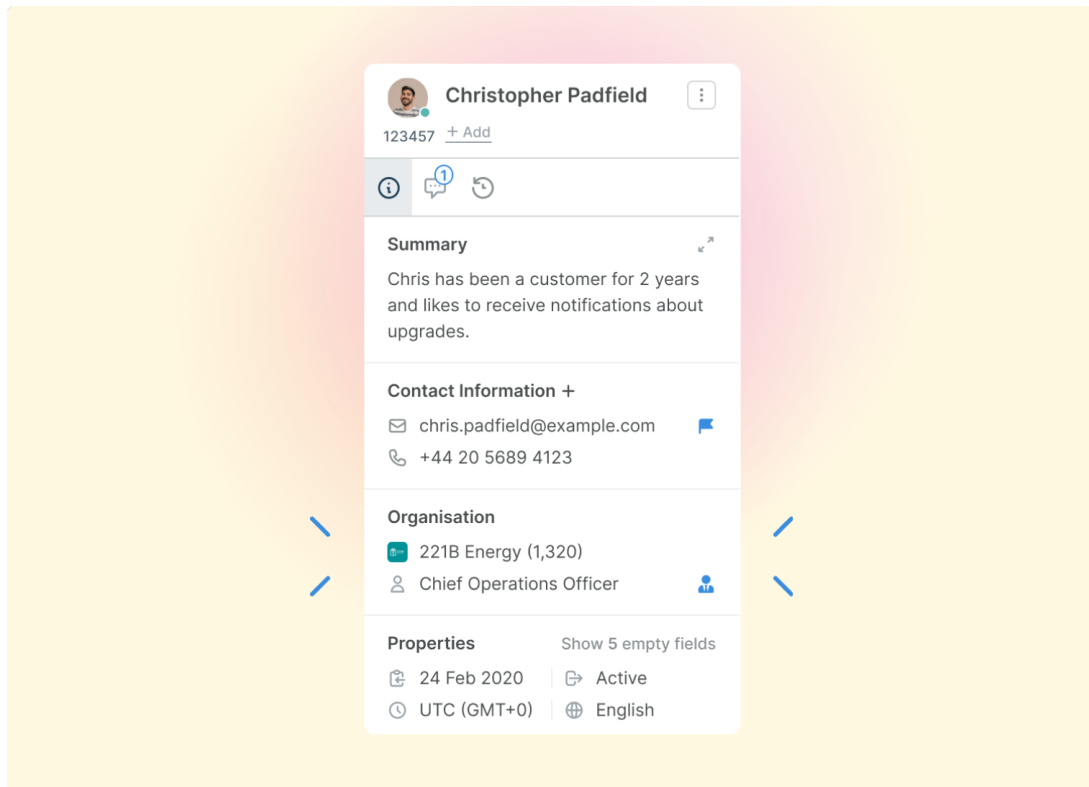 Christopher Padfield
123457 + Add
1
Summary
Chris has been a customer for 2 years
and likes to receive notifications about
upgrades.
Contact Information +
chris.padfield@example.com
+44 20 5689 4123
Organisation
221B Energy (1,320)
Chief Operations Officer
Properties Show 5 empty fields
24 Feb 2020 Active
UTC (GMT+0) English